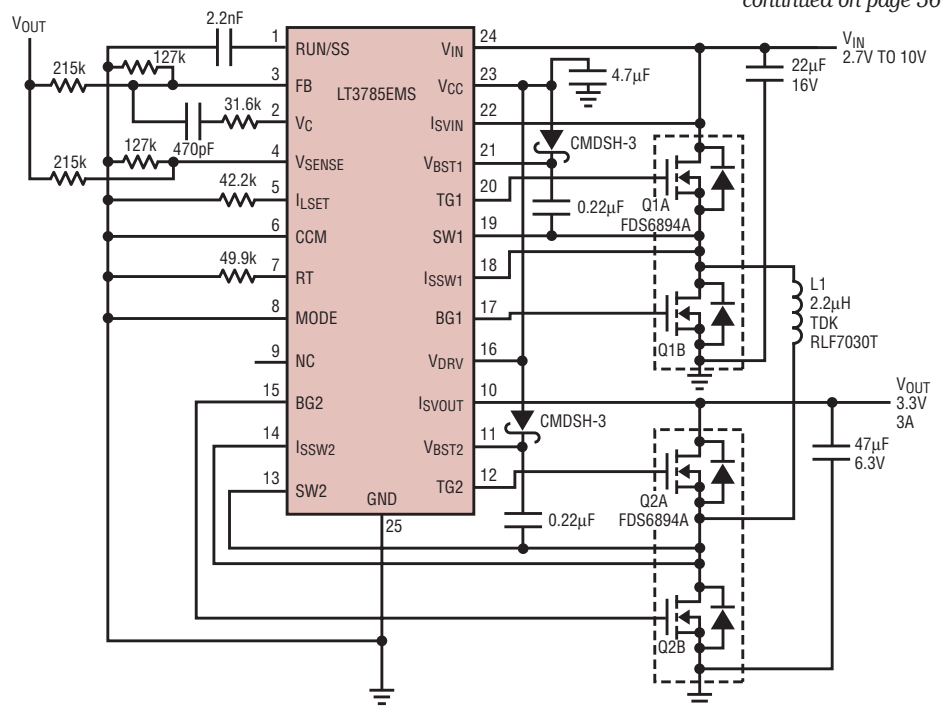 continued on page 36
VOUT
2.2nF
215k
127k
31.6k
470pF
127k
215k
42.2k
49.9k
1
3
2
4
5
6
7
8
9
15
14
13
RUN/SS
FB
VC
VSENSE
ILSET
CCM
RT
MODE
NC
BG2
ISSW2
SW2
LT3785EMS
GND
25
VIN
VCC
ISVIN
VBST1
TG1
SW1
ISSW1
BG1
VDRV
ISVOUT
VBST2
TG2
24
23
22
21
20
19
18
17
16
10
11
12
4.7µF
CMDSH-3
0.22µF
CMDSH-3
0.22µF
VIN
2.7V TO 10V
22µF
16V
Q1A
FDS6894A
Q1B
L1
2.2µH
TDK
RLF7030T
VOUT
3.3V
3A
47µF
6.3V
Q2A
FDS6894A
Q2B